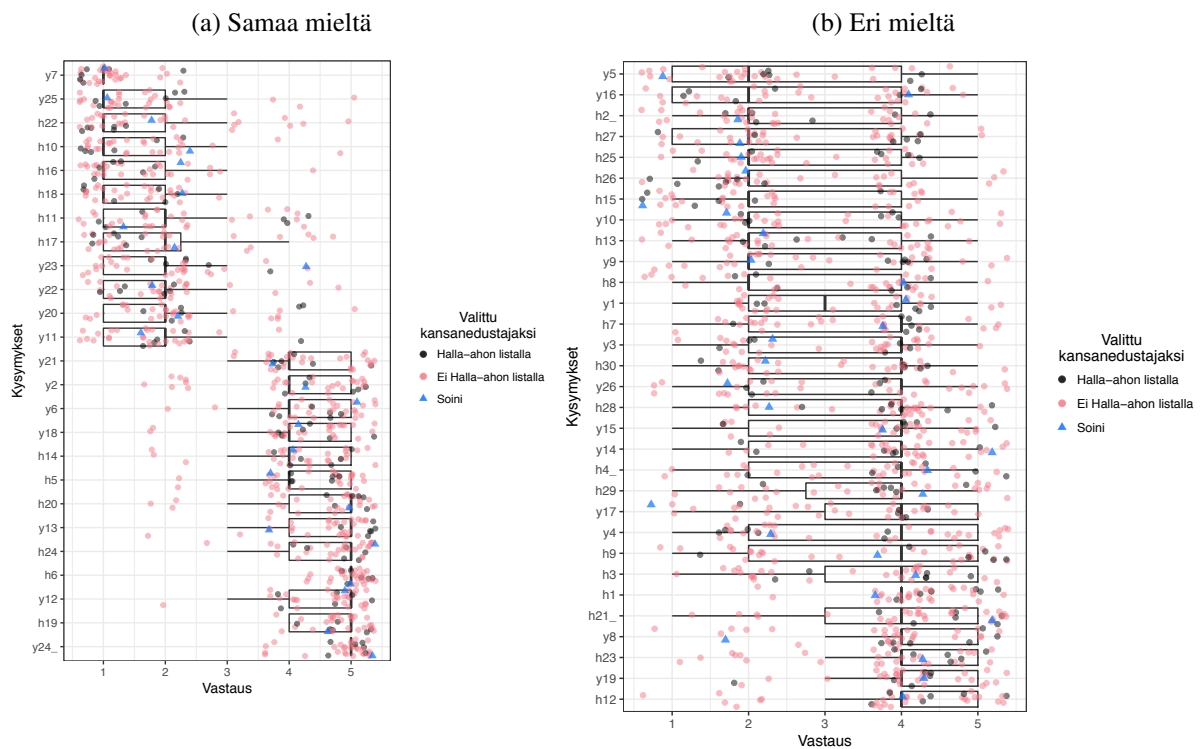 (a) Samaa mieltä
Kysymykset
y7
y25
h22
h10
h16
h18
h11
h17
y23
y22
y20
y11
y21
y2
y6
y18
h14
h5
h20
y13
h24
h6
y12
h19
y24_
1 2 3 4 5
Vastaus
Valittu
kansanedustajaksi
Halla−ahon listalla
Ei Halla−ahon listalla
Soini
(b) Eri mieltä
Kysymykset
y5
y16
h2_
h27
h25
h26
h15
y10
h13
y9
h8
y1
h7
y3
h30
y26
h28
y15
y14
h4_
h29
y17
y4
h9
h3
h1
h21_
y8
h23
y19
h12
1 2 3 4 5
Vastaus
Valittu
kansanedustajaksi
Halla−ahon listalla
Ei Halla−ahon listalla
Soini